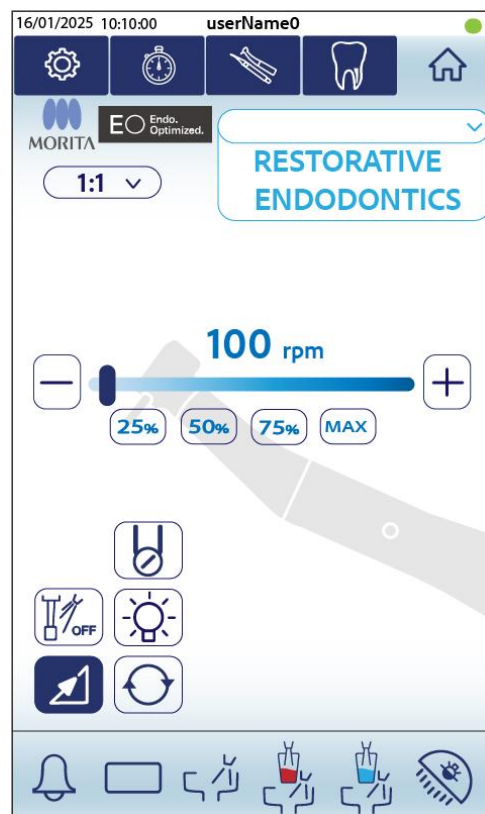 16/01/2025 10:10:00 userName0
MORITA
EO Endo. Optimized.
1:1
RESTORATIVE
ENDODONTICS
100 rpm
25% 50% 75% MAX
OFF